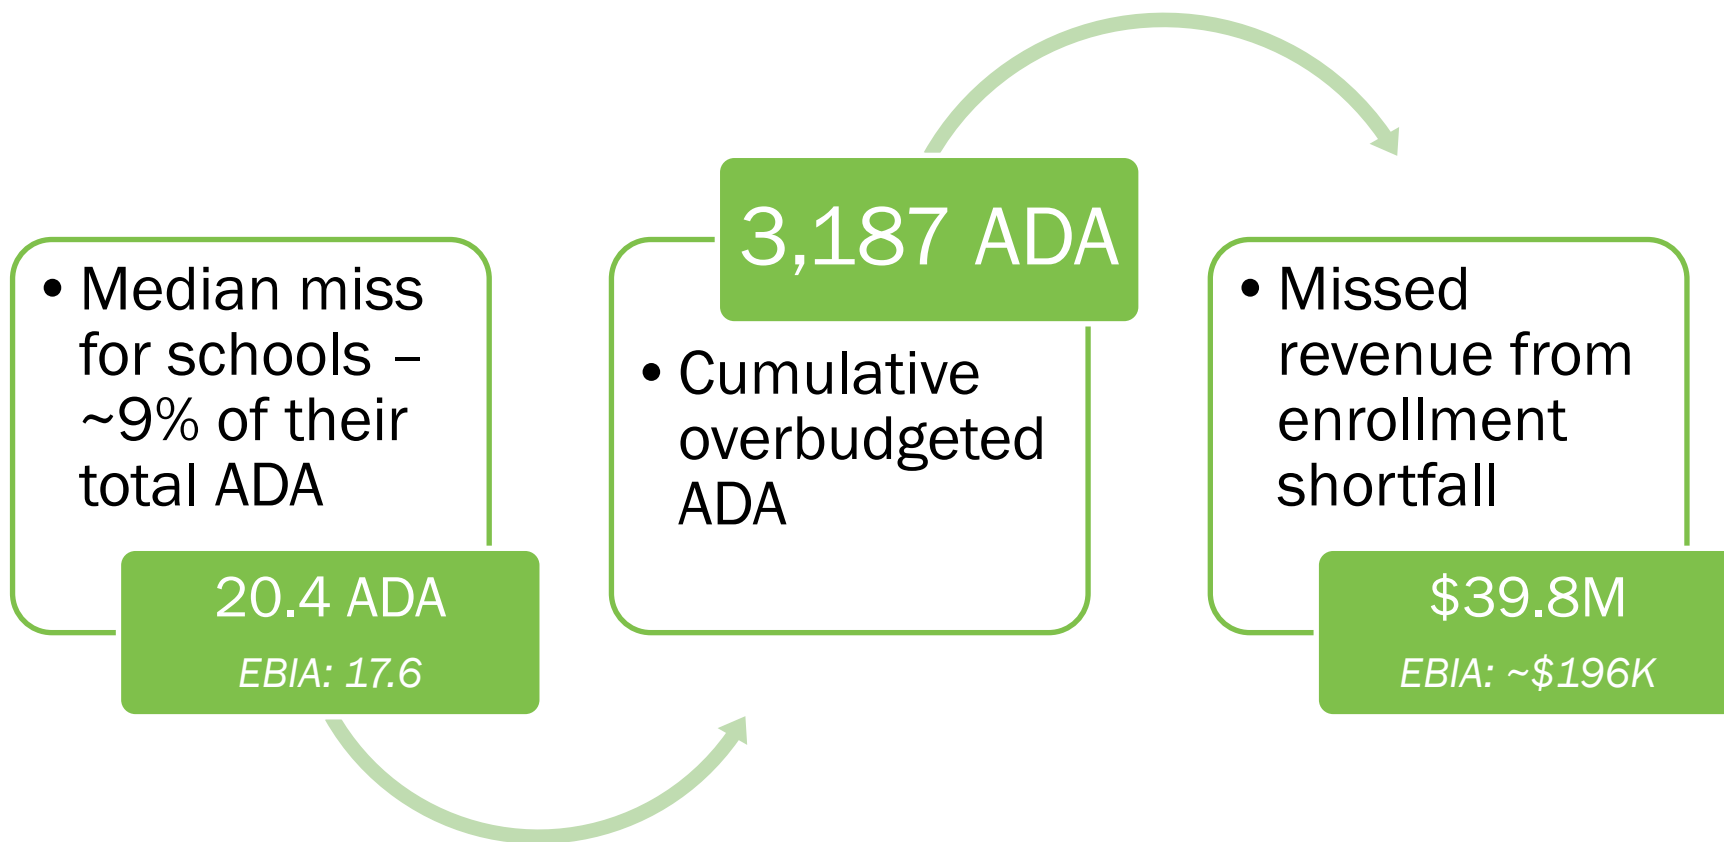 • Median miss
for schools –
~9% of their
total ADA
20.4 ADA
EBIA: 17.6
3,187 ADA
• Cumulative
overbudgeted
ADA
• Missed
revenue from
enrollment
shortfall
$39.8M
EBIA: ~$196K